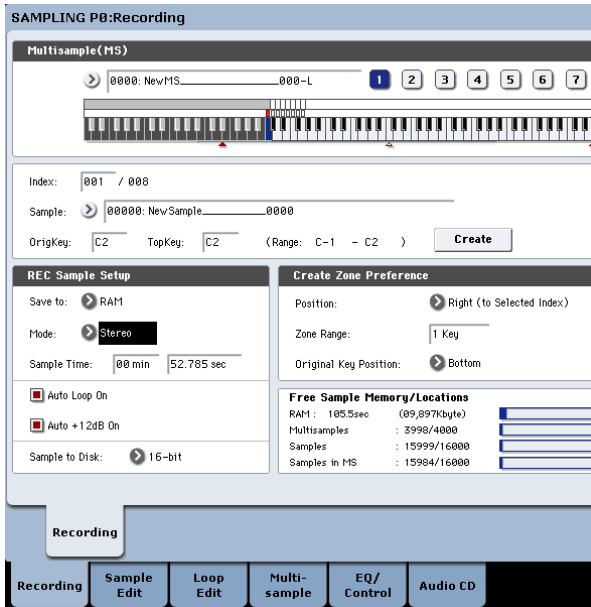 SAMPLING P0:Recording
Multisample(MS)
0000: NewMS____________000-L 1 2 3 4 5 6 7
Index: 001 / 008
Sample: 00000: NewSample________0000
OrigKey: C2 TopKey: C2 (Range: C-1 - C2 ) Create
REC Sample Setup
Save to: RAM
Mode: Stereo
Sample Time: 00 min 52.785 sec
Auto Loop On
Auto +12dB On
Sample to Disk: 16-bit
Create Zone Preference
Position: Right (to Selected Index)
Zone Range: 1 Key
Original Key Position: Bottom
Free Sample Memory/Locations
RAM : 105.5sec (09,897Kbyte)
Multisamples : 3998/4000
Samples : 15999/16000
Samples in MS : 15984/16000
Recording
Recording Sample Edit Loop Edit Multi-sample EQ/Control Audio CD